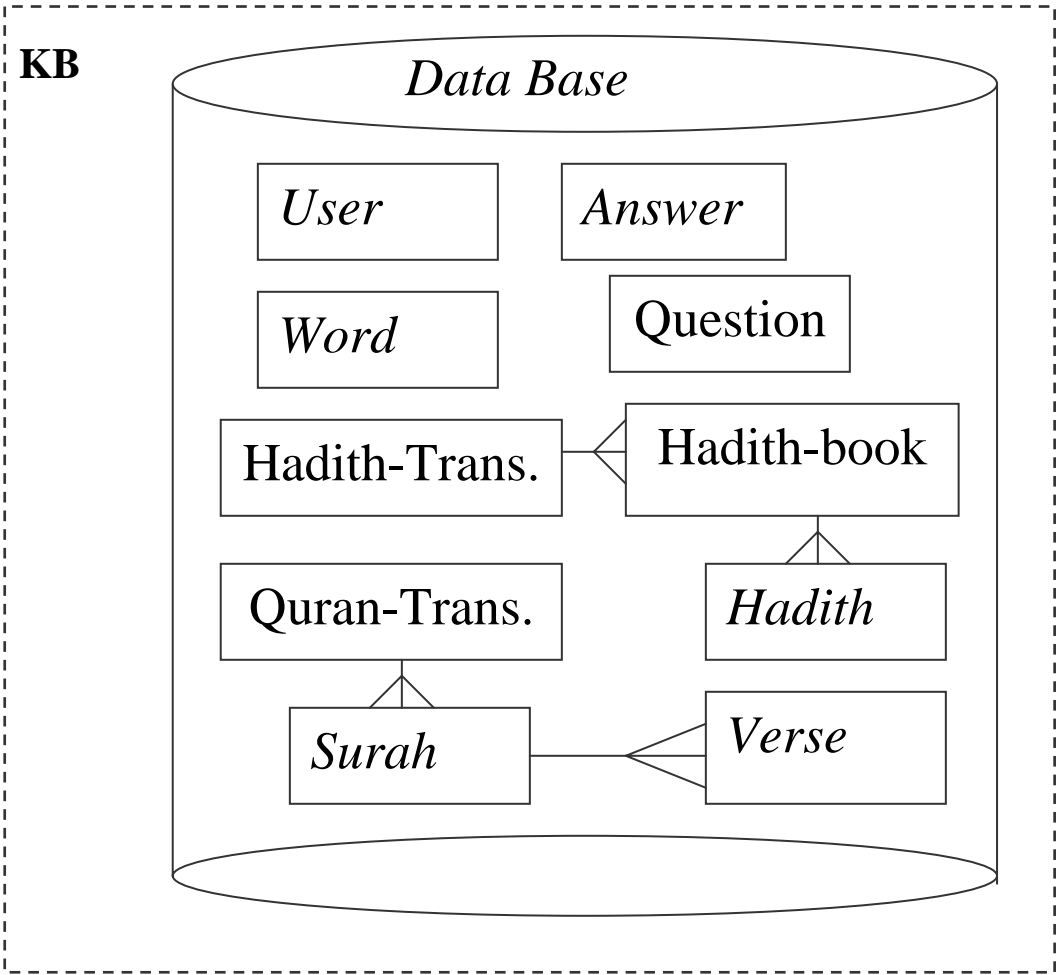 KB
Data Base
User
Answer
Word
Question
Hadith-Trans.
Hadith-book
Quran-Trans.
Hadith
Surah
Verse